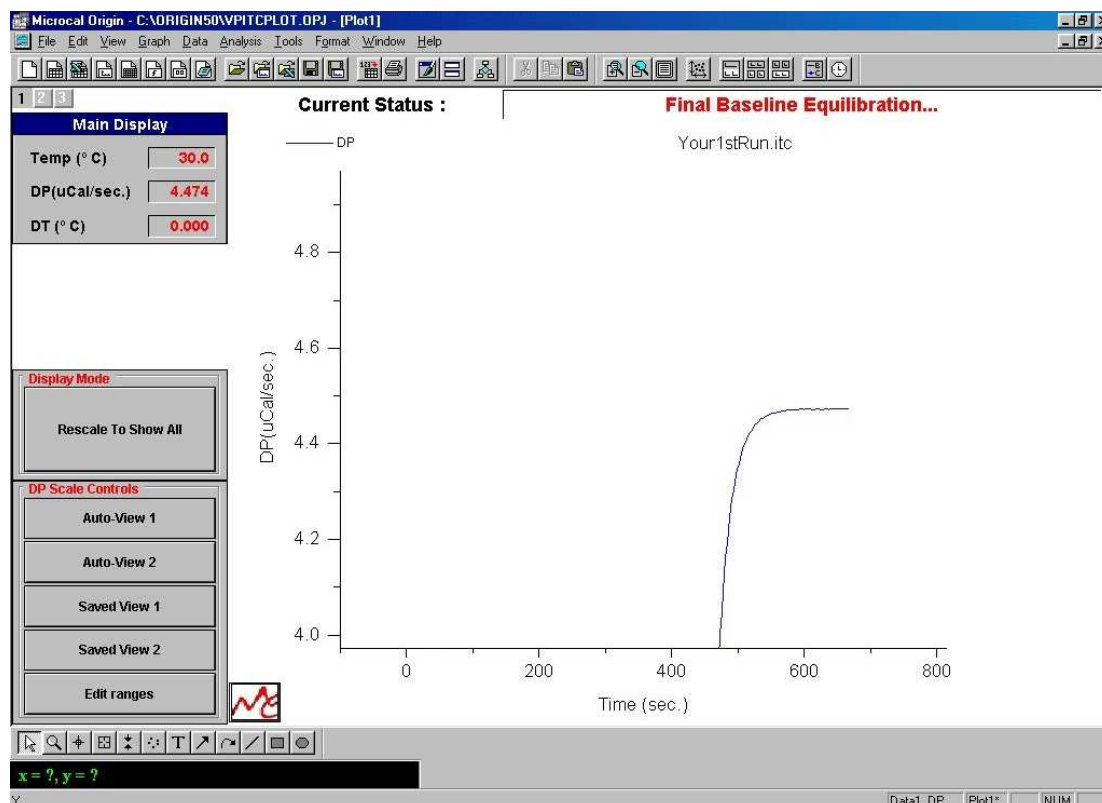 Microcal Origin - C:\ORIGIN50\VPITCPLOT.OPJ - [Plot1]
File Edit View Graph Data Analysis Tools Format Window Help
1 2 3
Current Status :
Final Baseline Equilibration...
Main Display
Temp (° C) 30.0
DP(uCal/sec.) 4.474
DT (° C) 0.000
DP
Your1stRun.itc
4.8
4.6
4.4
4.2
4.0
DP(uCal/sec.)
0 200 400 600 800
Time (sec.)
Display Mode
Rescale To Show All
DP Scale Controls
Auto-View 1
Auto-View 2
Saved View 1
Saved View 2
Edit ranges
T
x = ?, y = ?
Data1_DP Plot1* NUM